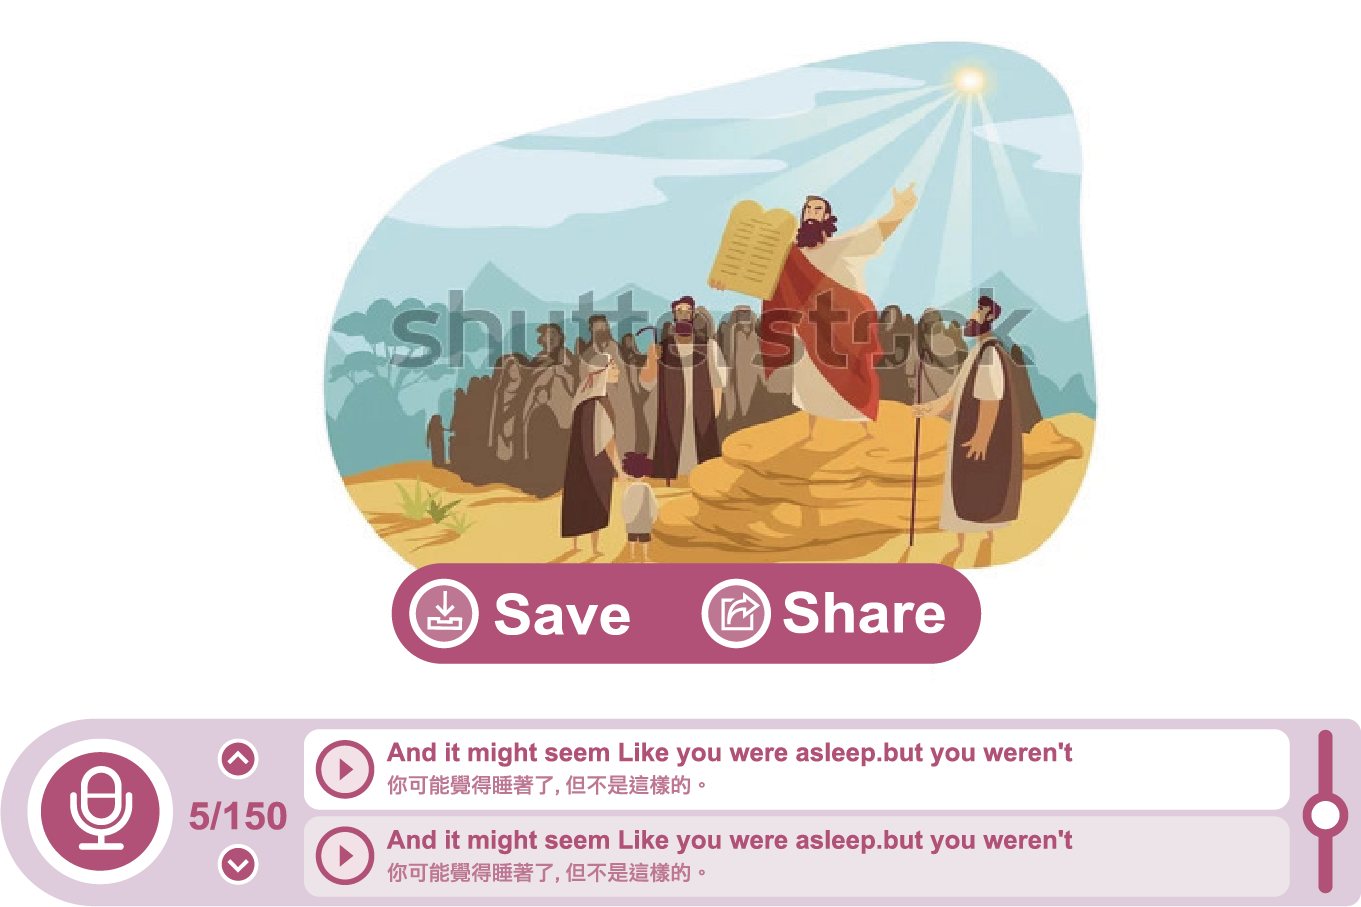 shutterstock
Save
Share
5/150
And it might seem Like you were asleep.but you weren't
你可能覺得睡著了, 但不是這樣的。
And it might seem Like you were asleep.but you weren't
你可能覺得睡著了, 但不是這樣的。